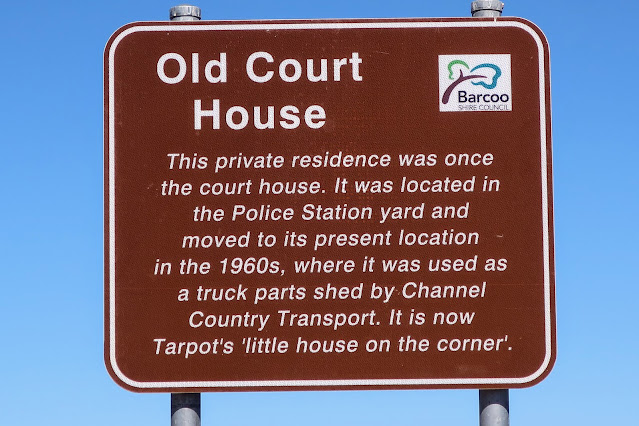 Old Court
House
Barcoo
SHIRE COUNCIL
This private residence was once
the court house. It was located in
the Police Station yard and
moved to its present location
in the 1960s, where it was used as
a truck parts shed by Channel
Country Transport. It is now
Tarpot's 'little house on the corner'.